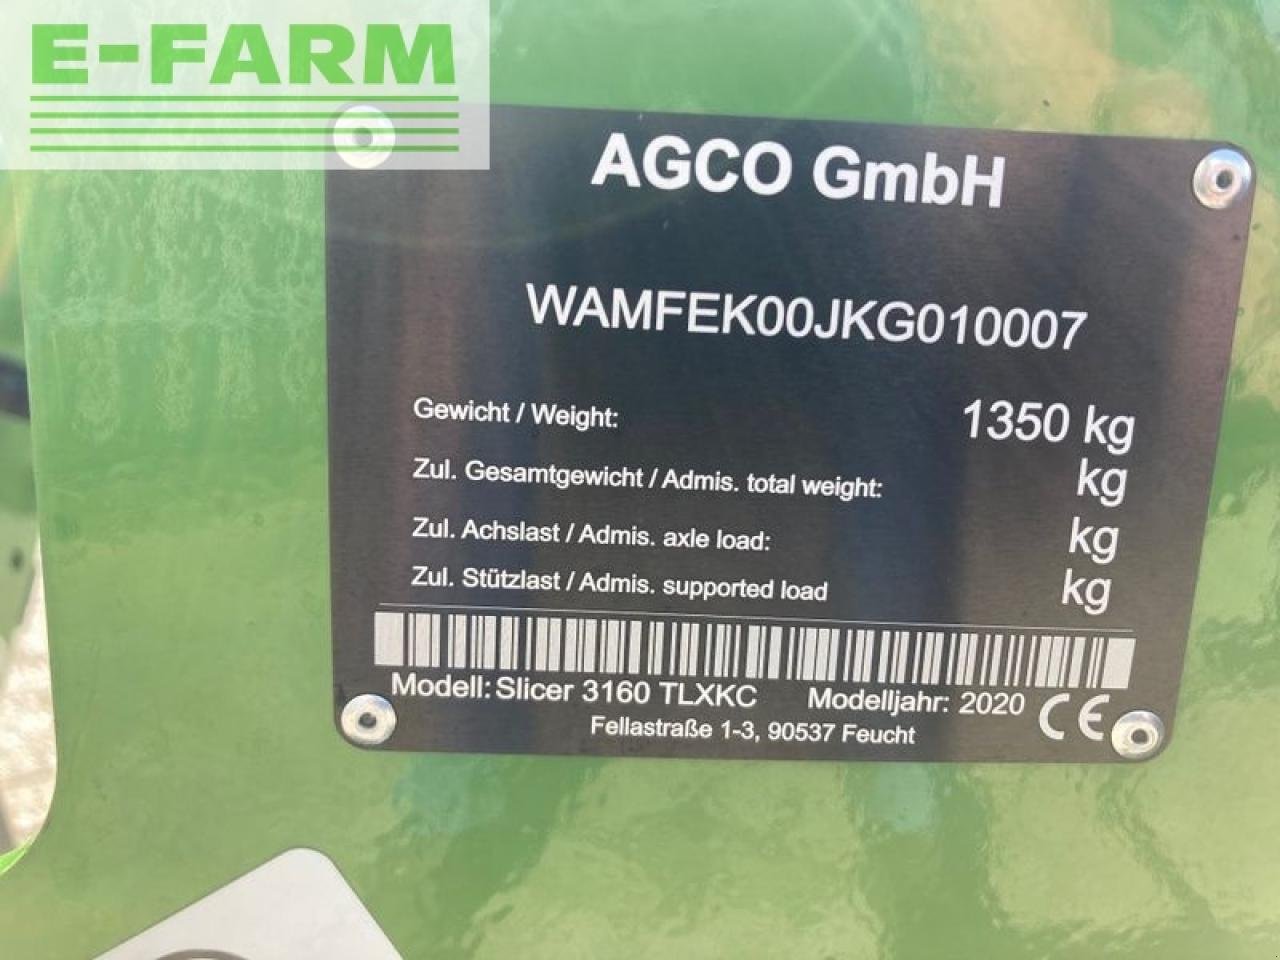 E-FARM
AGCO GmbH
WAMFEK00JKG010007
Gewicht / Weight: 1350 kg
Zul. Gesamtgewicht / Admis. total weight: kg
Zul. Achslast / Admis. axle load: kg
Zul. Stützlast / Admis. supported load kg
Modell: Slicer 3160 TLXKC Modelljahr: 2020 CE
Fellastraße 1-3, 90537 Feucht